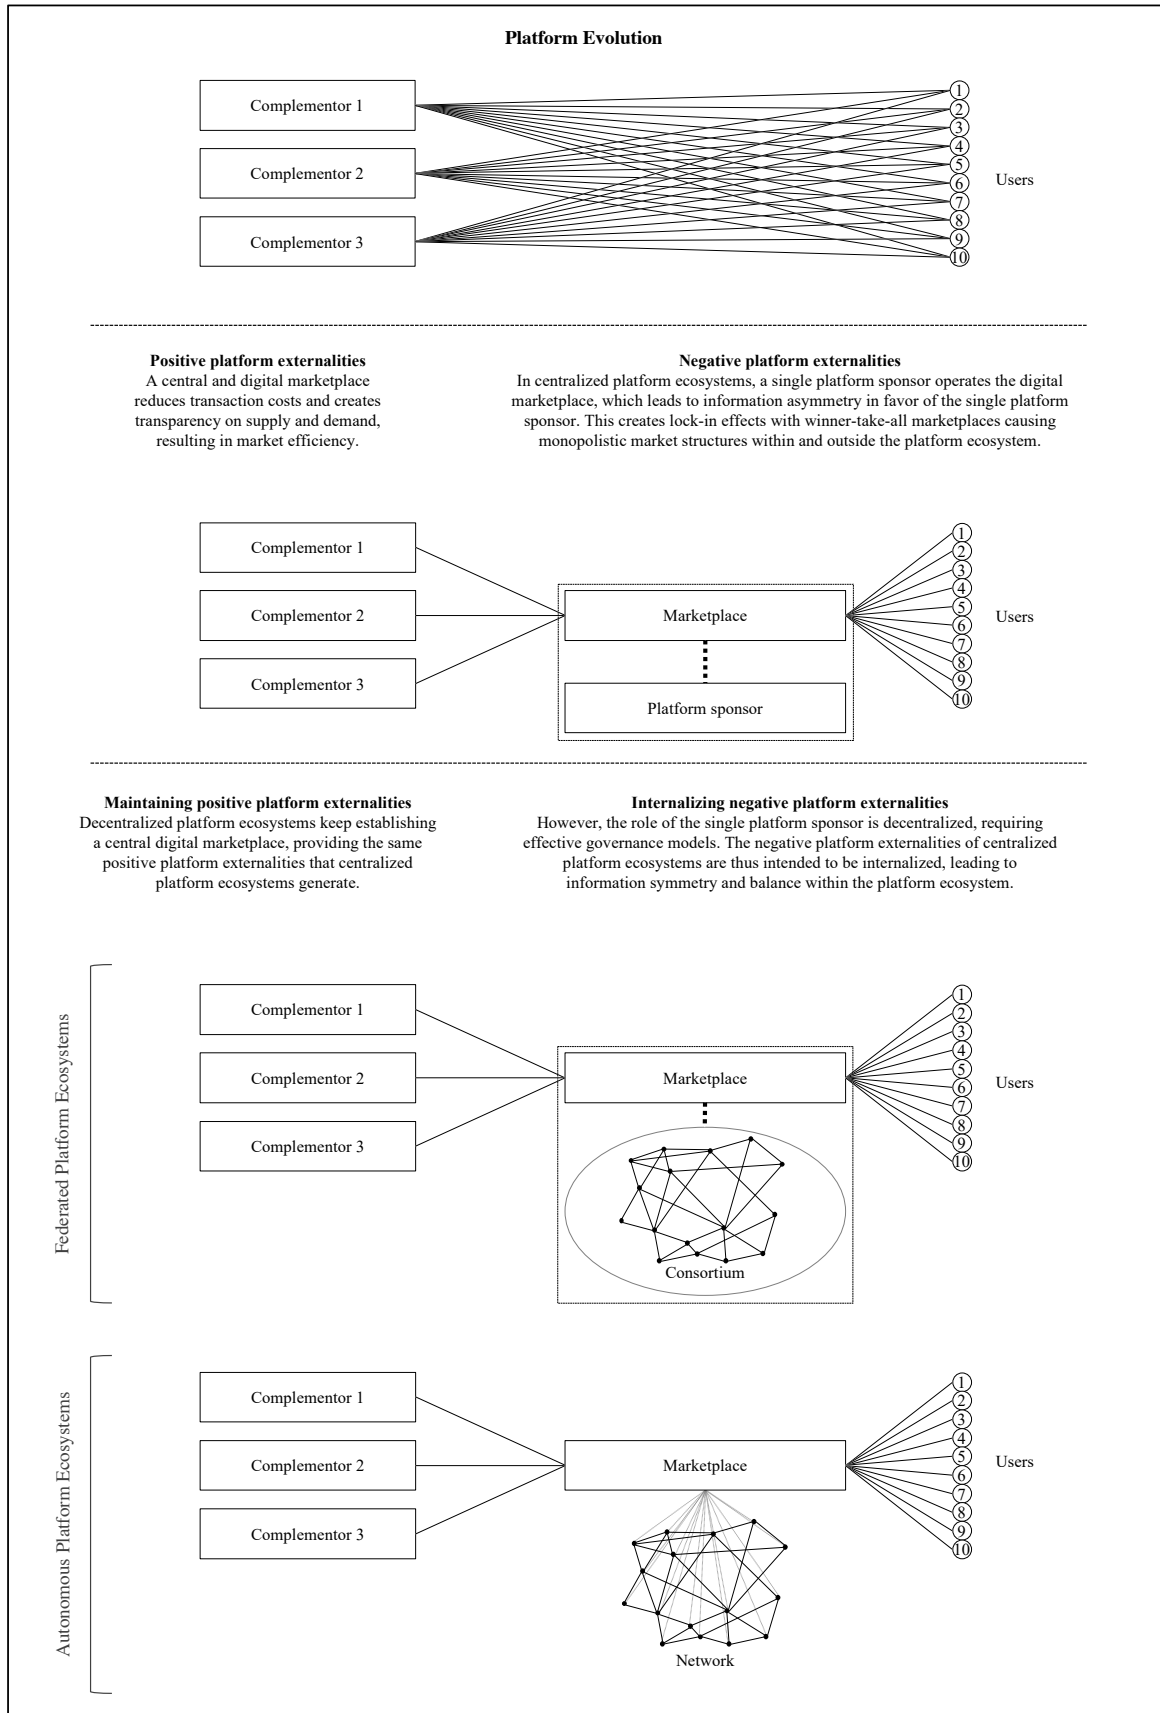 Platform Evolution
Complementor 1
Complementor 2
Complementor 3
1
2
3
4
5
6
7
8
9
10
Users
Positive platform externalities
A central and digital marketplace
reduces transaction costs and creates
transparency on supply and demand,
resulting in market efficiency.
Negative platform externalities
In centralized platform ecosystems, a single platform sponsor operates the digital
marketplace, which leads to information asymmetry in favor of the single platform
sponsor. This creates lock-in effects with winner-take-all marketplaces causing
monopolistic market structures within and outside the platform ecosystem.
Complementor 1
Complementor 2
Complementor 3
Marketplace
Platform sponsor
1
2
3
4
5
6
7
8
9
10
Users
Maintaining positive platform externalities
Decentralized platform ecosystems keep establishing
a central digital marketplace, providing the same
positive platform externalities that centralized
platform ecosystems generate.
Internalizing negative platform externalities
However, the role of the single platform sponsor is decentralized, requiring
effective governance models. The negative platform externalities of centralized
platform ecosystems are thus intended to be internalized, leading to
information symmetry and balance within the platform ecosystem.
Federated Platform Ecosystems
Complementor 1
Complementor 2
Complementor 3
Marketplace
Consortium
1
2
3
4
5
6
7
8
9
10
Users
Autonomous Platform Ecosystems
Complementor 1
Complementor 2
Complementor 3
Marketplace
Network
1
2
3
4
5
6
7
8
9
10
Users